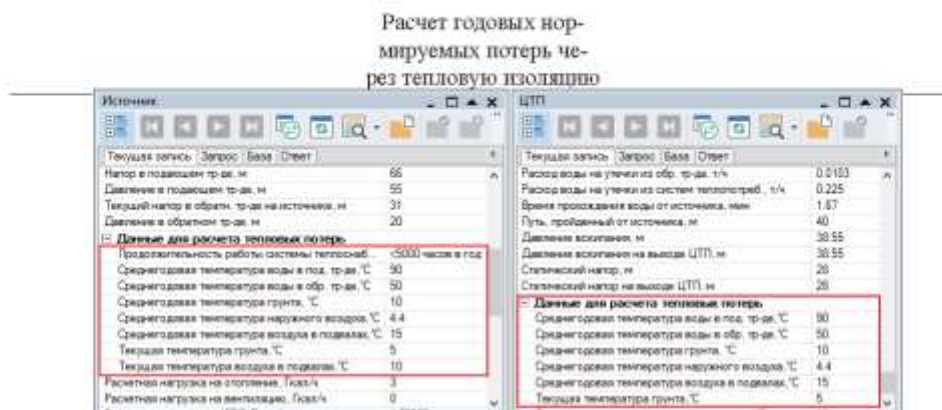 Расчет годовых нор-
мируемых потерь че-
рез тепловую изоляцию
Источник
Текущая запись Запрос База Ответ
Напор в подающем тр-де, м 66
Давление в подающем тр-де, м 55
Текущий напор в обратн. тр-де на источнике, м 31
Давление в обратном тр-де, м 20
Данные для расчета тепловых потерь
Продолжительность работы системы теплоснаб... <5000 часов в год
Среднегодовая температура воды в под. тр-де,°C 90
Среднегодовая температура воды в обр. тр-де,°C 50
Среднегодовая температура грунта, °C 10
Среднегодовая температура наружного воздуха,°C 4.4
Среднегодовая температура воздуха в подвалах,°C 15
Текущая температура грунта,°C 5
Текущая температура воздуха в подвалах,°C 10
Расчетная нагрузка на отопление, Гкал/ч 3
Расчетная нагрузка на вентиляцию, Гкал/ч 0
ЦТП
Текущая запись Запрос База Ответ
Расход воды на утечки из обр. тр-да, т/ч 0.0183
Расход воды на утечки из систем теплопотреб., т/ч 0.225
Время прохождения воды от источника, мин 1.67
Путь, пройденный от источника, м 40
Давление вскипания, м 38.55
Давление вскипания на выходе ЦТП, м 38.55
Статический напор, м 28
Статический напор на выходе ЦТП, м 28
Данные для расчета тепловых потерь
Среднегодовая температура воды в под. тр-де,°C 90
Среднегодовая температура воды в обр. тр-де,°C 50
Среднегодовая температура грунта, °C 10
Среднегодовая температура наружного воздуха,°C 4.4
Среднегодовая температура воздуха в подвалах,°C 15
Текущая температура грунта,°C 5